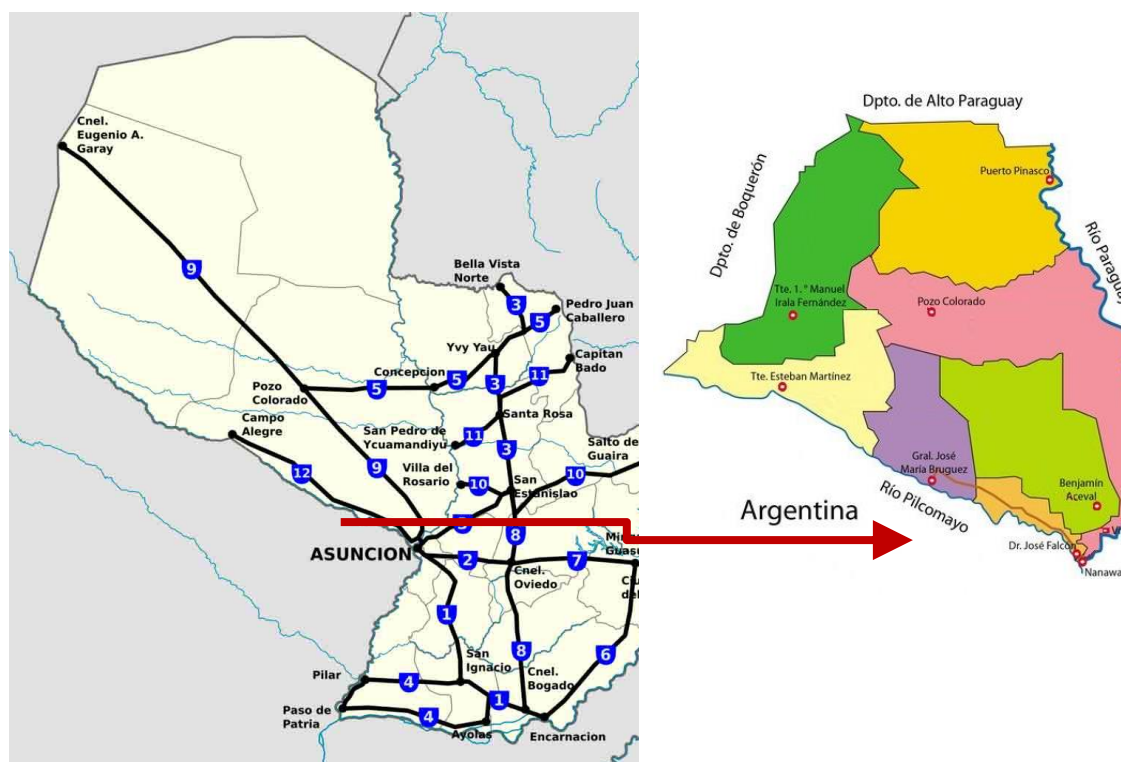 Cnel.
Eugenio A.
Garay
9
Bella Vista
Norte
3
5
Pedro Juan
Caballero
Yvy Yau
Capitan
Bado
Concepcion
5
5
3
11
Pozo
Colorado
Campo
Alegre
Santa Rosa
San Pedro de
Ycuamandiyu
11
3
Salto de
Guaira
12
9
Villa del
Rosario
10
10
San
Estanislao
8
ASUNCION
2
7
Cnel.
Oviedo
1
San
Ignacio
8
6
Cnel.
Bogado
Pilar
4
1
Paso de
Patria
4
Ayolas
Encarnacion
Dpto. de Alto Paraguay
Dpto. de Boquerón
Puerto Pinasco
Río Paraguay
Tte. 1.º Manuel
Irala Fernández
Pozo Colorado
Tte. Esteban Martínez
Gral. José
María Bruguez
Benjamín
Aceval
Río Pilcomayo
Argentina
Dr. José Falcón
Nanawa